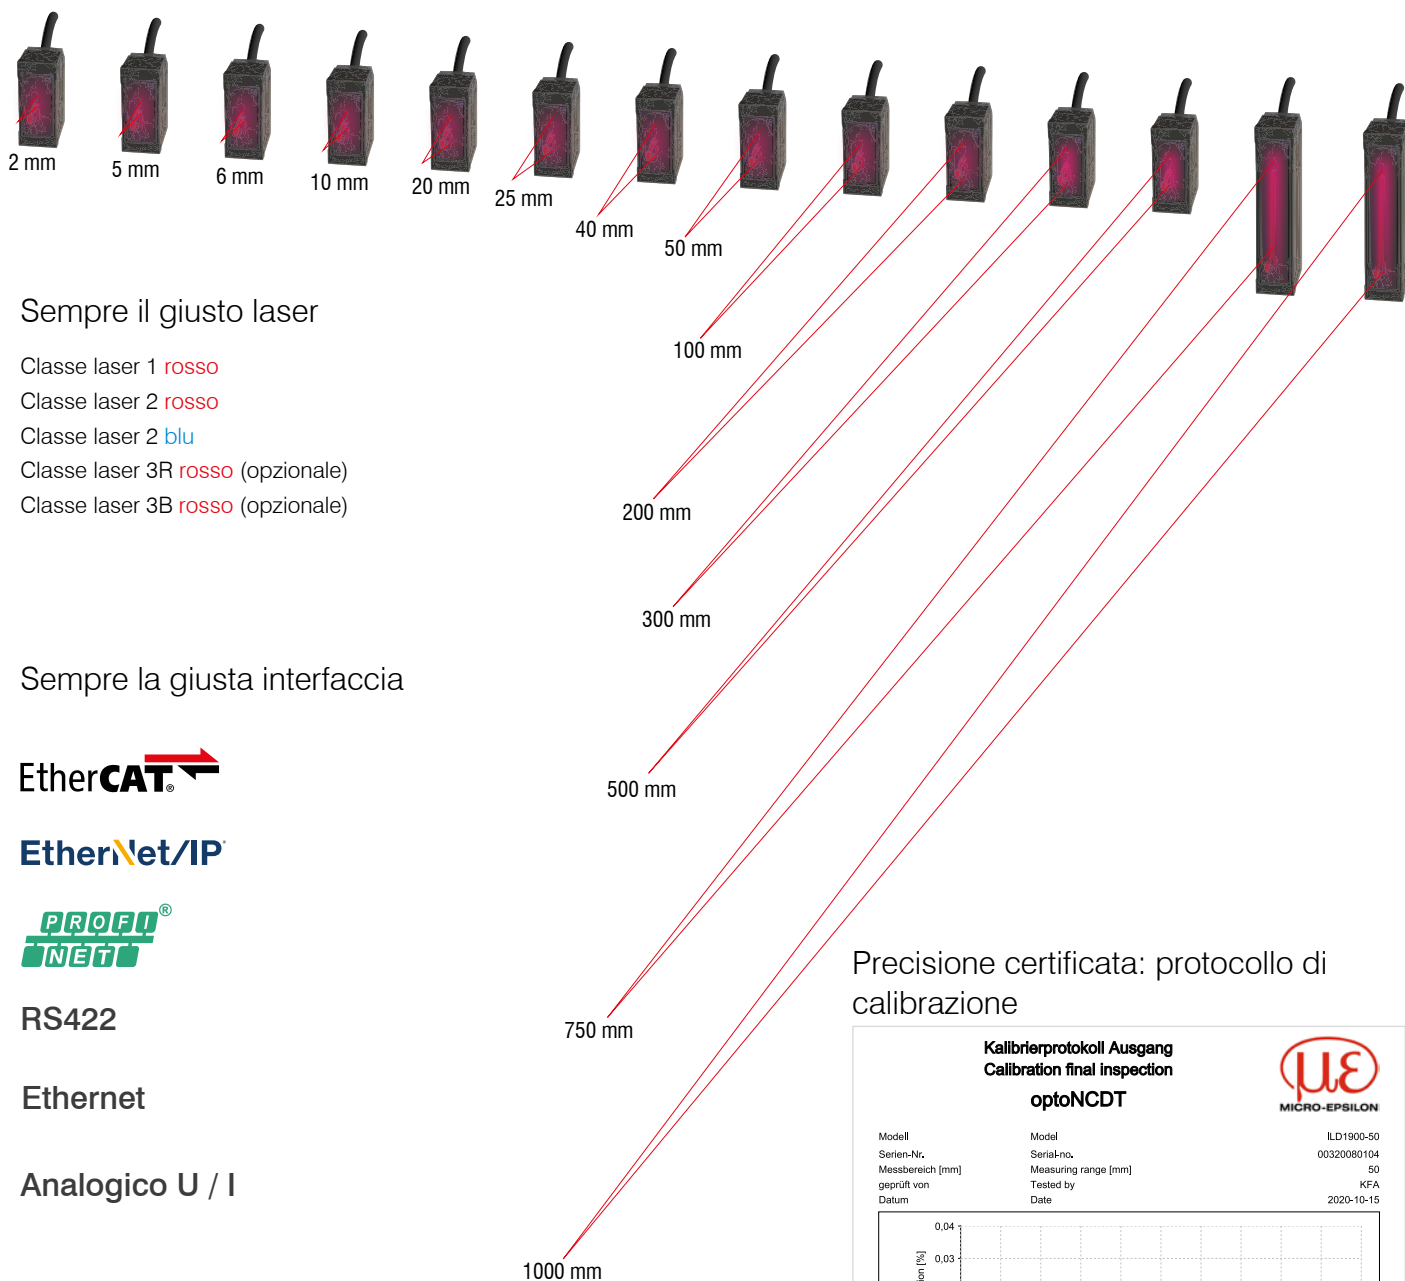 2 mm
5 mm
6 mm
10 mm
20 mm
25 mm
40 mm
50 mm
100 mm
200 mm
300 mm
500 mm
750 mm
1000 mm
Sempre il giusto laser
Classe laser 1 rosso
Classe laser 2 rosso
Classe laser 2 blu
Classe laser 3R rosso (opzionale)
Classe laser 3B rosso (opzionale)
Sempre la giusta interfaccia
EtherCAT®
EtherNet/IP
PROFI®
NET
RS422
Ethernet
Analogico U / I
Precisione certificata: protocollo di
calibrazione
Kalibrierprotokoll Ausgang
Calibration final inspection
optoNCDT
με
MICRO-EPSILON
Modell Model ILD1900-50
Serien-Nr. Serial-no. 00320080104
Messbereich [mm] Measuring range [mm] 50
geprüft von Tested by KFA
Datum Date 2020-10-15
0,04
0,03
[%]